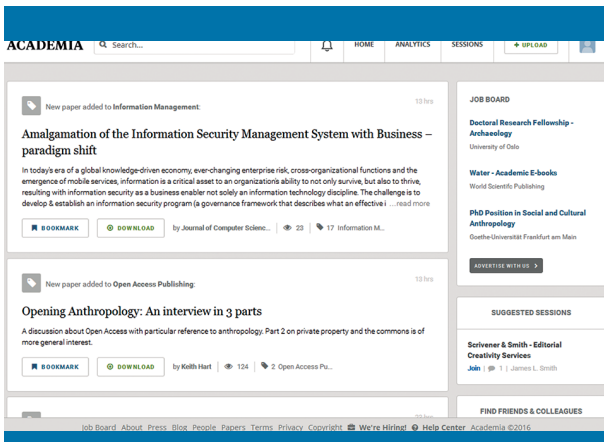 ACADEMIA Search... HOME ANALYTICS SESSIONS + UPLOAD
New paper added to Information Management: 13 hrs
Amalgamation of the Information Security Management System with Business –
paradigm shift
In today's era of a global knowledge-driven economy, ever-changing enterprise risk, cross-organizational functions and the
emergence of mobile services, information is a critical asset to an organization's ability to not only survive, but also to thrive,
resulting with information security as a business enabler not solely an information technology discipline. The challenge is to
develop & establish an information security program (a governance framework that describes what an effective i ...read more
BOOKMARK DOWNLOAD by Journal of Computer Scienc... 23 17 Information M...
New paper added to Open Access Publishing: 13 hrs
Opening Anthropology: An interview in 3 parts
A discussion about Open Access with particular reference to anthropology. Part 2 on private property and the commons is of
more general interest.
BOOKMARK DOWNLOAD by Keith Hart 124 2 Open Access Pu...
JOB BOARD
Doctoral Research Fellowship -
Archaeology
University of Oslo
Water - Academic E-books
World Scientifc Publishing
PhD Position in Social and Cultural
Anthropology
Goethe-Universität Frankfurt am Main
ADVERTISE WITH US >
SUGGESTED SESSIONS
Scrivener & Smith - Editorial
Creativity Services
Join | 1 | James L. Smith
FIND FRIENDS & COLLEAGUES
Job Board About Press Blog People Papers Terms Privacy Copyright We're Hiring! Help Center Academia ©2016